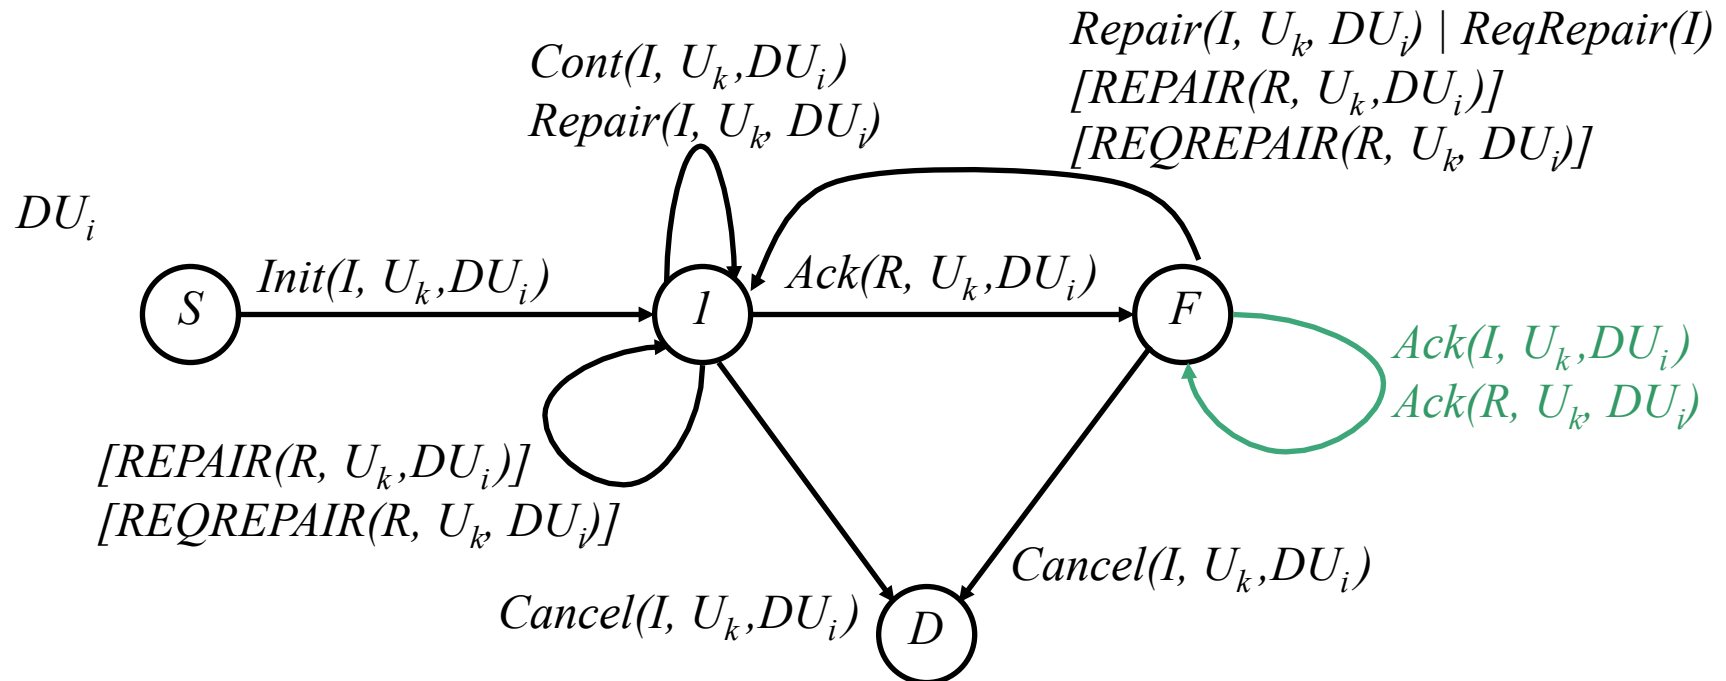 Repair(I, Uk, DUi) | ReqRepair(I)
Cont(I, Uk,DUi)
[REPAIR(R, Uk,DUi)]
Repair(I, Uk, DUi)
[REQREPAIR(R, Uk, DUi)]
DUi
Init(I, Uk,DUi)
Ack(R, Uk,DUi)
S
1
F
Ack(I, Uk,DUi)
Ack(R, Uk, DUi)
[REPAIR(R, Uk,DUi)]
[REQREPAIR(R, Uk, DUi)]
Cancel(I, Uk,DUi)
Cancel(I, Uk,DUi)
D